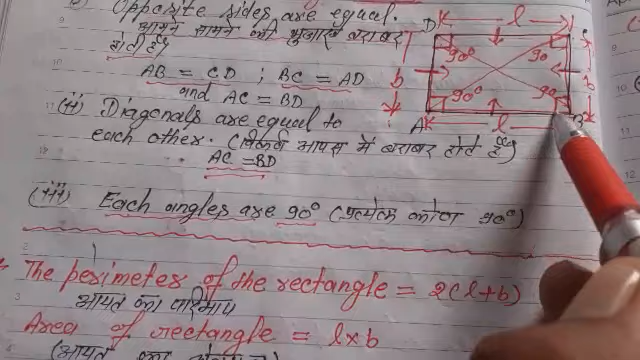 Opposite sides are equal.
आमने सामने की भुजाएं बराबर
होती हैं
AB = CD ; BC = AD
and AC = BD
(ii) Diagonals are equal to
each other. (विकर्ण आपस में बराबर होते हैं)
AC = BD
(iii) Each angles are 90° (प्रत्येक कोण 90°)
The perimeter of the rectangle = 2(l+b)
आयत का परिमाप
Area of rectangle = l×b
(आयत का
D l
b 90° 90° b
90° 90
A l B